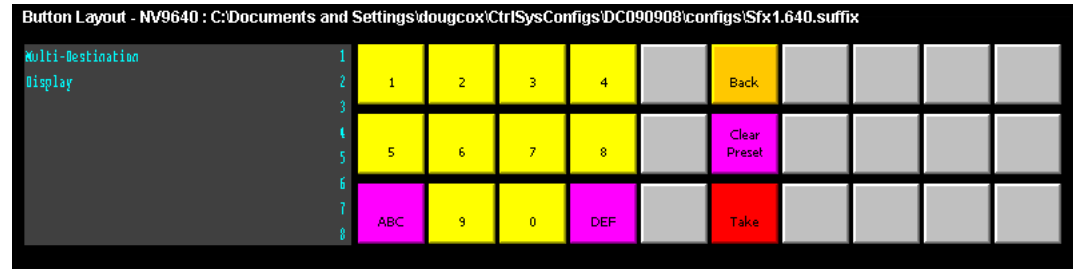 Button Layout - NV9640 : C:\Documents and Settings\dougcox\CtrlSysConfigs\DC090908\configs\Sfx1.640.suffix
Multi-Destination 1
Display 2
3
4
5
6
7
8
1 2 3 4 Back
5 6 7 8 Clear
Preset
ABC 9 0 DEF Take